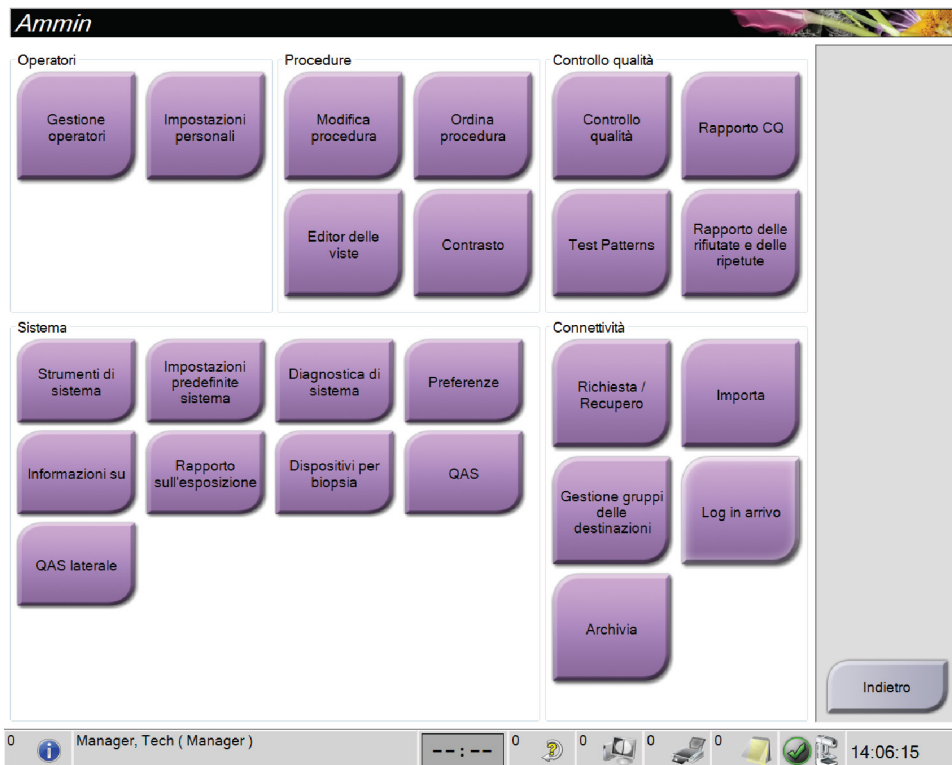 Ammin
Operatori
Gestione
operatori
Impostazioni
personali
Procedure
Modifica
procedura
Ordina
procedura
Editor delle
viste
Contrasto
Controllo qualità
Controllo
qualità
Rapporto CQ
Test Patterns
Rapporto delle
rifiutate e delle
ripetute
Sistema
Strumenti di
sistema
Impostazioni
predefinite
sistema
Diagnostica di
sistema
Preferenze
Informazioni su
Rapporto
sull'esposizione
Dispositivi per
biopsia
QAS
QAS laterale
Connettività
Richiesta /
Recupero
Importa
Gestione gruppi
delle
destinazioni
Log in arrivo
Archivia
Indietro
0 Manager, Tech ( Manager ) --:-- 0 0 0 0 14:06:15